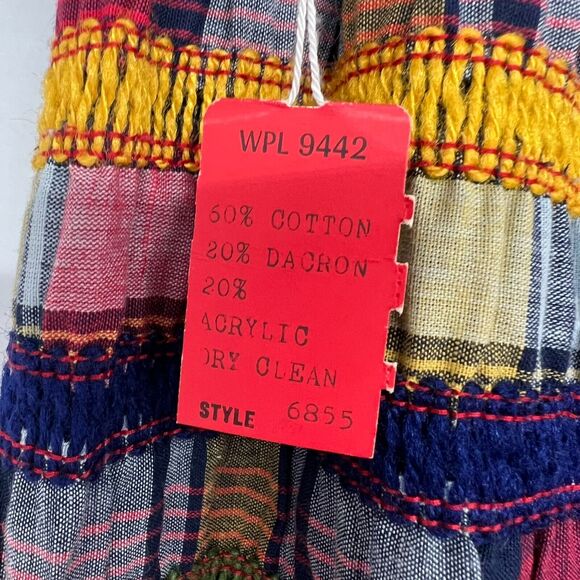 WPL 9442
60% COTTON
20% DACRON
20%
ACRYLIC
DRY CLEAN
STYLE 6855